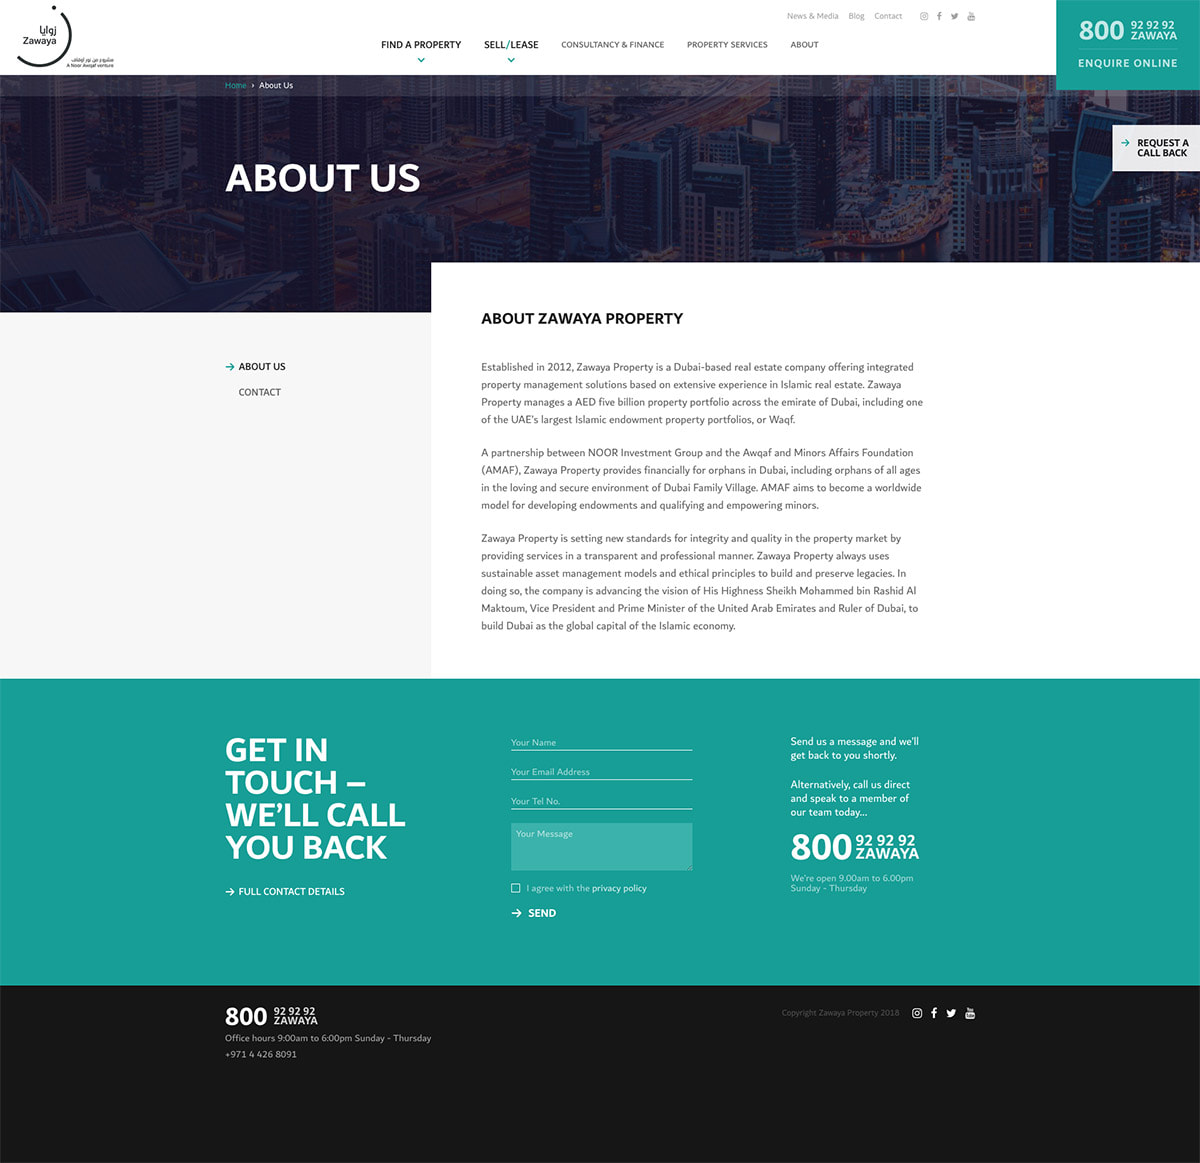 زوايا
Zawaya
مشروع من نور أوقاف
A Noor Awqaf venture
News & Media Blog Contact
FIND A PROPERTY SELL/LEASE CONSULTANCY & FINANCE PROPERTY SERVICES ABOUT
800 92 92 92
ZAWAYA
ENQUIRE ONLINE
Home › About Us
REQUEST A
CALL BACK
ABOUT US
ABOUT ZAWAYA PROPERTY
ABOUT US
CONTACT
Established in 2012, Zawaya Property is a Dubai-based real estate company offering integrated
property management solutions based on extensive experience in Islamic real estate. Zawaya
Property manages a AED five billion property portfolio across the emirate of Dubai, including one
of the UAE's largest Islamic endowment property portfolios, or Waqf.
A partnership between NOOR Investment Group and the Awqaf and Minors Affairs Foundation
(AMAF), Zawaya Property provides financially for orphans in Dubai, including orphans of all ages
in the loving and secure environment of Dubai Family Village. AMAF aims to become a worldwide
model for developing endowments and qualifying and empowering minors.
Zawaya Property is setting new standards for integrity and quality in the property market by
providing services in a transparent and professional manner. Zawaya Property always uses
sustainable asset management models and ethical principles to build and preserve legacies. In
doing so, the company is advancing the vision of His Highness Sheikh Mohammed bin Rashid Al
Maktoum, Vice President and Prime Minister of the United Arab Emirates and Ruler of Dubai, to
build Dubai as the global capital of the Islamic economy.
GET IN
TOUCH –
WE'LL CALL
YOU BACK
FULL CONTACT DETAILS
Your Name
Your Email Address
Your Tel No.
Your Message
I agree with the privacy policy
SEND
Send us a message and we'll
get back to you shortly.
Alternatively, call us direct
and speak to a member of
our team today...
800 92 92 92
ZAWAYA
We're open 9.00am to 6.00pm
Sunday - Thursday
800 92 92 92
ZAWAYA
Office hours 9:00am to 6:00pm Sunday - Thursday
+971 4 426 8091
Copyright Zawaya Property 2018